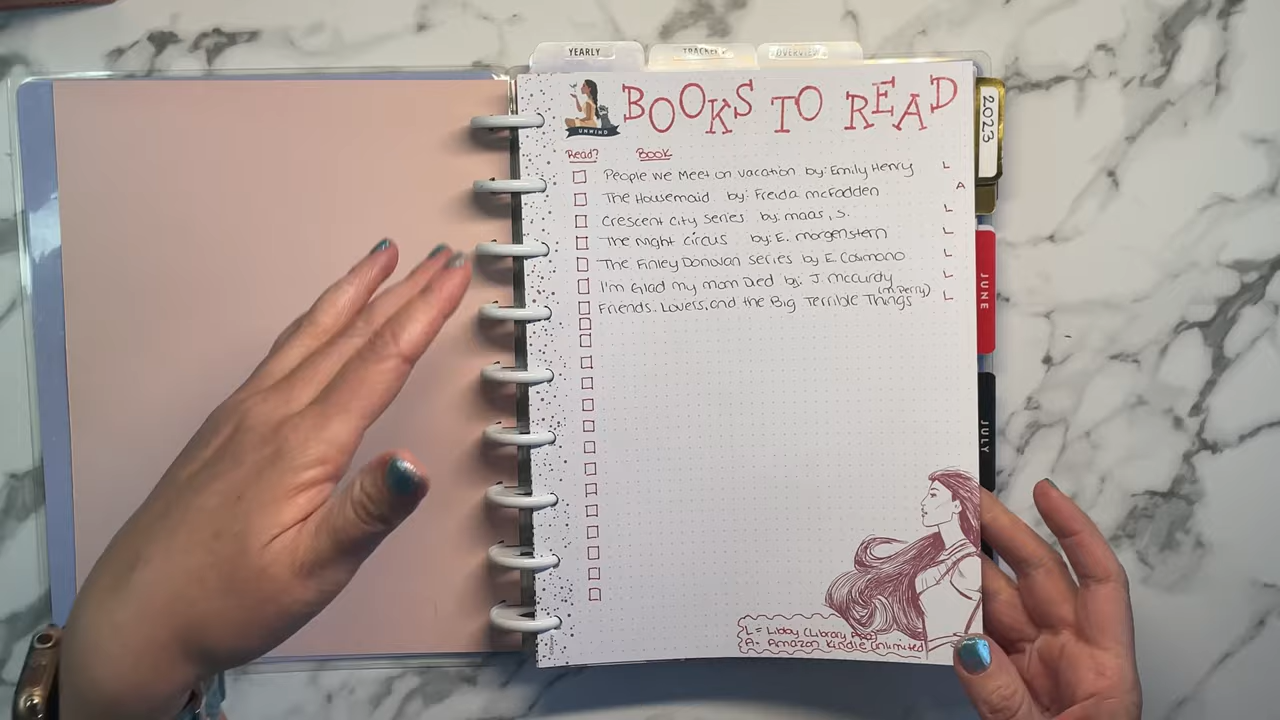 YEARLY
TRACKER
OVERVIEW
BOOKS TO READ
UNWIND
2023
Read? Book
People We Meet on Vacation by: Emily Henry L
The Housemaid by: Freida McFadden A
Crescent City Series by: Maas, S. L
The Night Circus by: E. Morgenstern L
The Finley Donovan Series by E. Cosimano L
I'm Glad my mom Died by: J. McCurdy L
Friends, Lovers, and the Big Terrible Things (M. Perry) L
JUNE
JULY
L = Libby (Library App)
A = Amazon Kindle Unlimited